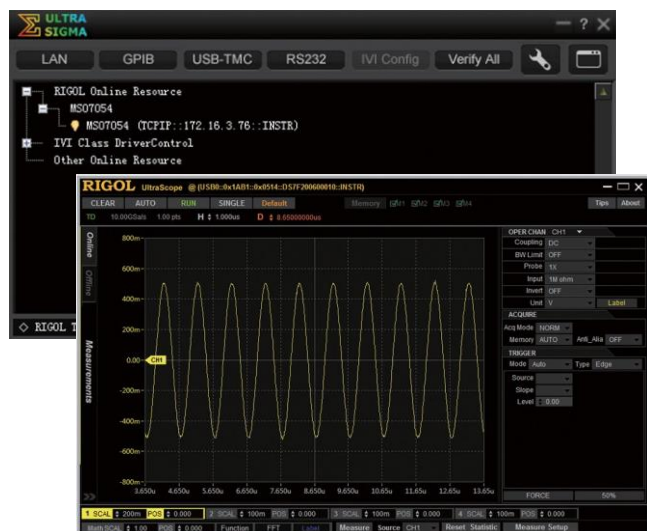 ULTRA
SIGMA
LAN GPIB USB-TMC RS232 IVI Config Verify All
RIGOL Online Resource
MSO7054
MSO7054 (TCPIP::172.16.3.76::INSTR)
IVI Class DriverControl
Other Online Resource
RIGOL T
RIGOL UltraScope @ (USB0::0x1AB1::0x0514::DS7F200600010::INSTR)
CLEAR AUTO RUN SINGLE Default Memory M1 M2 M3 M4 Tips About
TD 10.00GSa/s 1.00 pts H 1.000us D 8.65000000us
Online
Offline
Measurements
800m
600m
400m
200m
0.00 CH1
-200m
-400m
-600m
-800m
3.650u 4.650u 5.650u 6.650u 7.650u 8.650u 9.650u 10.65u 11.65u 12.65u 13.65u
OPER CHAN CH1
Coupling DC
BW Limit OFF
Probe 1X
Input 1M ohm
Invert OFF
Unit V Label
ACQUIRE
Acq Mode NORM
Memory AUTO Anti_Alia OFF
TRIGGER
Mode Auto Type Edge
Source
Slope
Level 0.00
FORCE 50%
>>
1 SCAL 200m POS 0.000 2 SCAL 100m POS 0.000 3 SCAL 100m POS 0.000 4 SCAL 100m POS 0.000
Math SCAL 1.00 POS 0.000 Function FFT Label Measure Source CH1 Reset Statistic Measure Setup